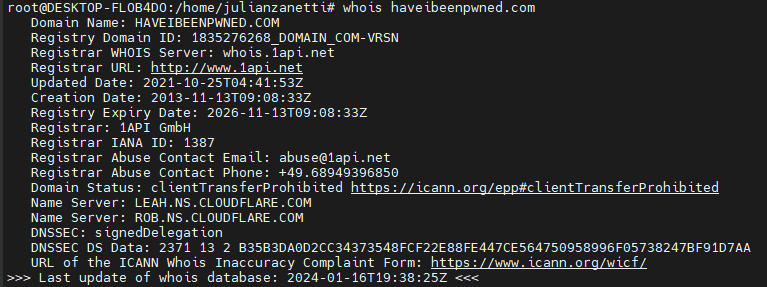 root@DESKTOP-FLOB4DO:/home/julianzanetti# whois haveibeenpwned.com
Domain Name: HAVEIBEENPWNED.COM
Registry Domain ID: 1835276268_DOMAIN_COM-VRSN
Registrar WHOIS Server: whois.1api.net
Registrar URL: http://www.1api.net
Updated Date: 2021-10-25T04:41:53Z
Creation Date: 2013-11-13T09:08:33Z
Registry Expiry Date: 2026-11-13T09:08:33Z
Registrar: 1API GmbH
Registrar IANA ID: 1387
Registrar Abuse Contact Email: abuse@1api.net
Registrar Abuse Contact Phone: +49.68949396850
Domain Status: clientTransferProhibited https://icann.org/epp#clientTransferProhibited
Name Server: LEAH.NS.CLOUDFLARE.COM
Name Server: ROB.NS.CLOUDFLARE.COM
DNSSEC: signedDelegation
DNSSEC DS Data: 2371 13 2 B35B3DA0D2CC34373548FCF22E88FE447CE564750958996F05738247BF91D7AA
URL of the ICANN Whois Inaccuracy Complaint Form: https://www.icann.org/wicf/
>>> Last update of whois database: 2024-01-16T19:38:25Z <<<